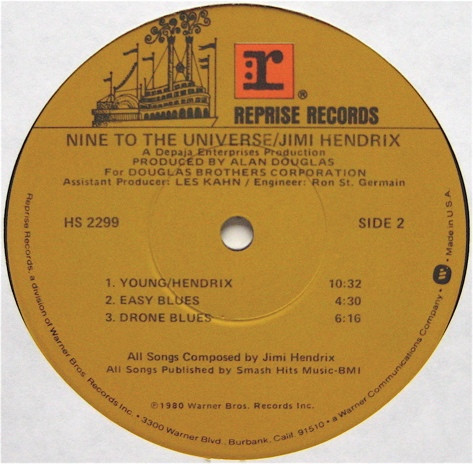 r
®
REPRISE RECORDS
NINE TO THE UNIVERSE/JIMI HENDRIX
A Depaja Enterprises Production
PRODUCED BY ALAN DOUGLAS
For DOUGLAS BROTHERS CORPORATION
Assistant Producer: LES KAHN / Engineer: Ron St. Germain
HS 2299
SIDE 2
1. YOUNG/HENDRIX 10:32
2. EASY BLUES 4:30
3. DRONE BLUES 6:16
All Songs Composed by Jimi Hendrix
All Songs Published by Smash Hits Music-BMI
℗1980 Warner Bros. Records Inc.
Reprise Records, a division of Warner Bros. Records Inc. • 3300 Warner Blvd., Burbank, Calif. 91510 • a Warner Communications Company • Made in U.S.A.